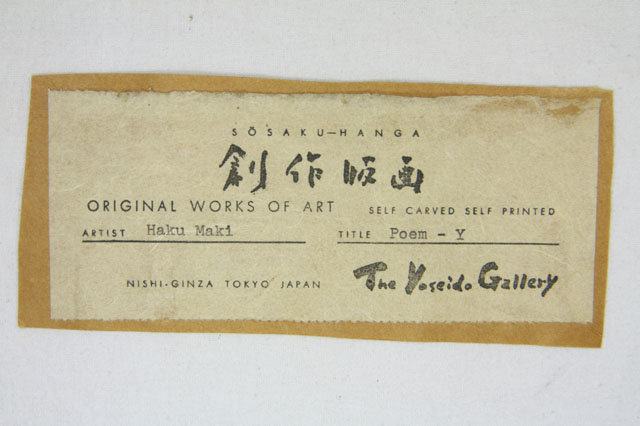 SŌSAKU—HANGA
創作版画
ORIGINAL WORKS OF ART SELF CARVED SELF PRINTED
ARTIST Haku Maki TITLE Poem - Y
NISHI-GINZA TOKYO JAPAN The Yoseido Gallery